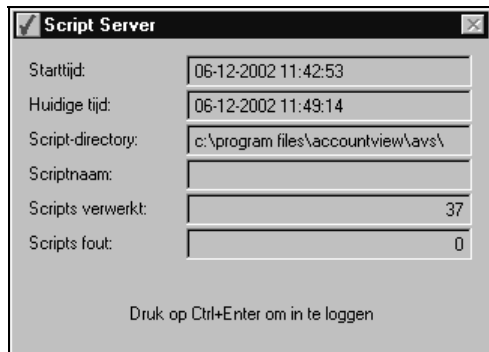 Script Server
Starttijd: 06-12-2002 11:42:53
Huidige tijd: 06-12-2002 11:49:14
Script-directory: c:\program files\accountview\avs\
Scriptnaam:
Scripts verwerkt: 37
Scripts fout: 0
Druk op Ctrl+Enter om in te loggen